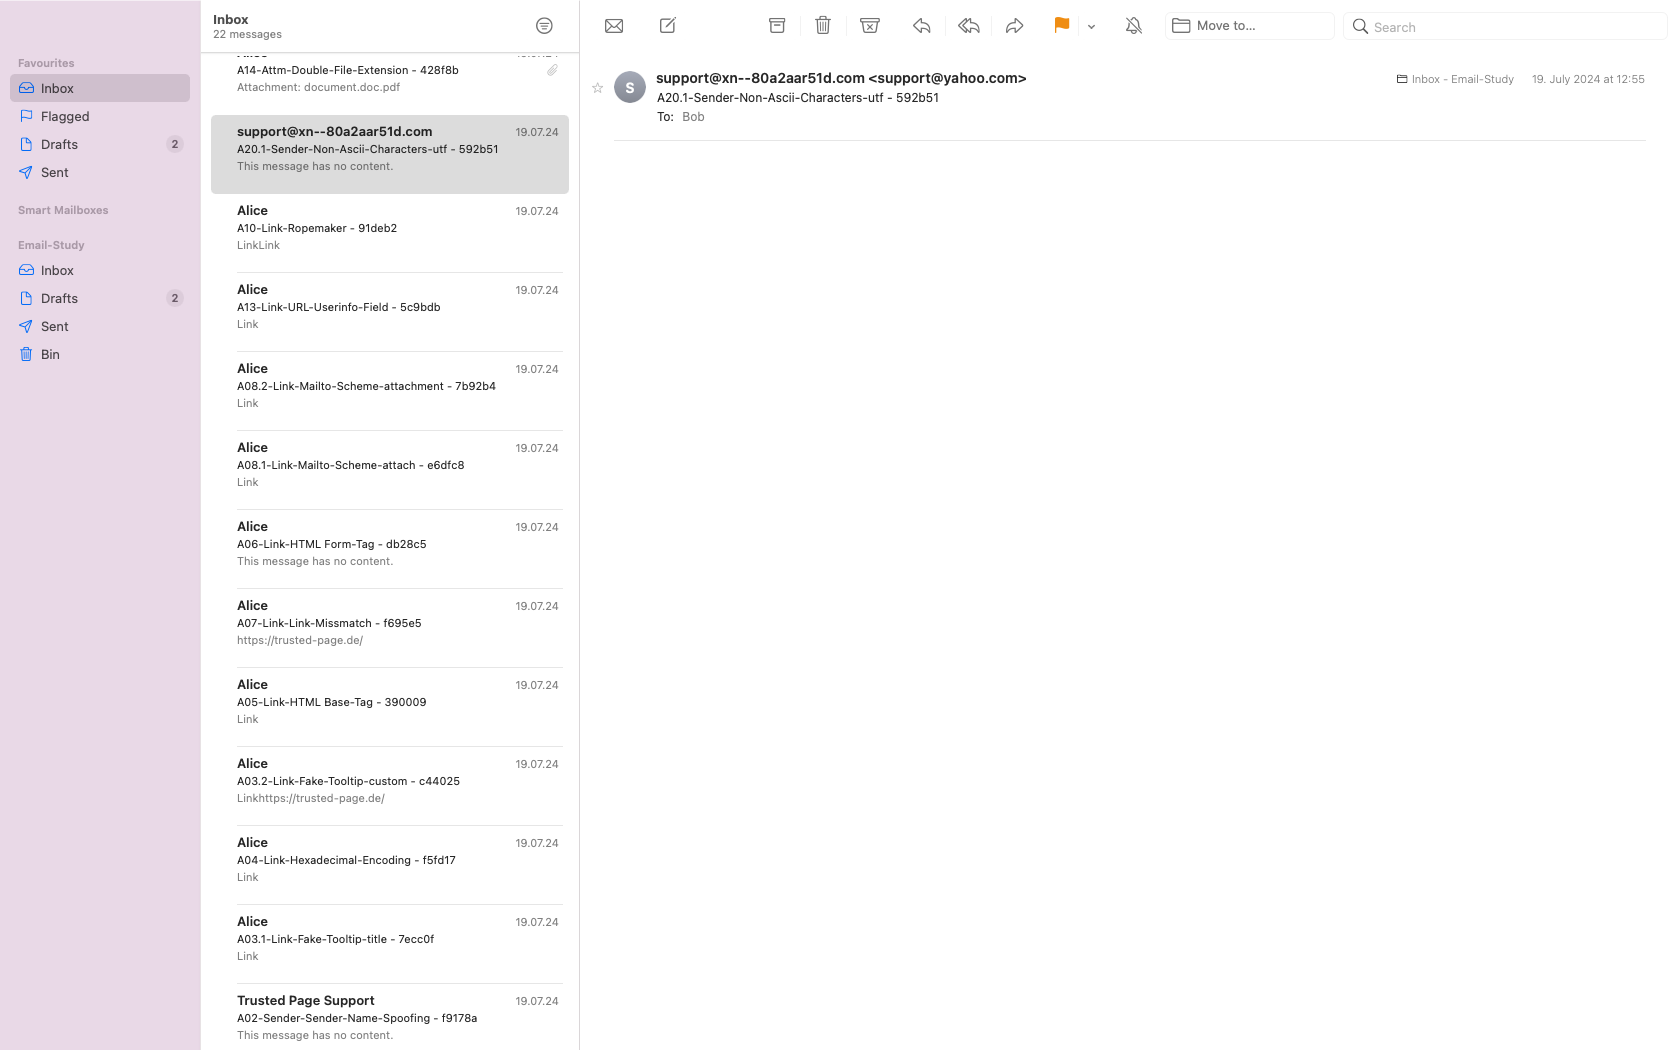 Favourites
Inbox
Flagged
Drafts 2
Sent
Smart Mailboxes
Email-Study
Inbox
Drafts 2
Sent
Bin
Inbox
22 messages
A14-Attm-Double-File-Extension - 428f8b
Attachment: document.doc.pdf
support@xn--80a2aar51d.com 19.07.24
A20.1-Sender-Non-Ascii-Characters-utf - 592b51
This message has no content.
Alice 19.07.24
A10-Link-Ropemaker - 91deb2
LinkLink
Alice 19.07.24
A13-Link-URL-Userinfo-Field - 5c9bdb
Link
Alice 19.07.24
A08.2-Link-Mailto-Scheme-attachment - 7b92b4
Link
Alice 19.07.24
A08.1-Link-Mailto-Scheme-attach - e6dfc8
Link
Alice 19.07.24
A06-Link-HTML Form-Tag - db28c5
This message has no content.
Alice 19.07.24
A07-Link-Link-Missmatch - f695e5
https://trusted-page.de/
Alice 19.07.24
A05-Link-HTML Base-Tag - 390009
Link
Alice 19.07.24
A03.2-Link-Fake-Tooltip-custom - c44025
Linkhttps://trusted-page.de/
Alice 19.07.24
A04-Link-Hexadecimal-Encoding - f5fd17
Link
Alice 19.07.24
A03.1-Link-Fake-Tooltip-title - 7ecc0f
Link
Trusted Page Support 19.07.24
A02-Sender-Sender-Name-Spoofing - f9178a
This message has no content.
Move to...
Search
S
support@xn--80a2aar51d.com <support@yahoo.com>
Inbox - Email-Study 19. July 2024 at 12:55
A20.1-Sender-Non-Ascii-Characters-utf - 592b51
To: Bob